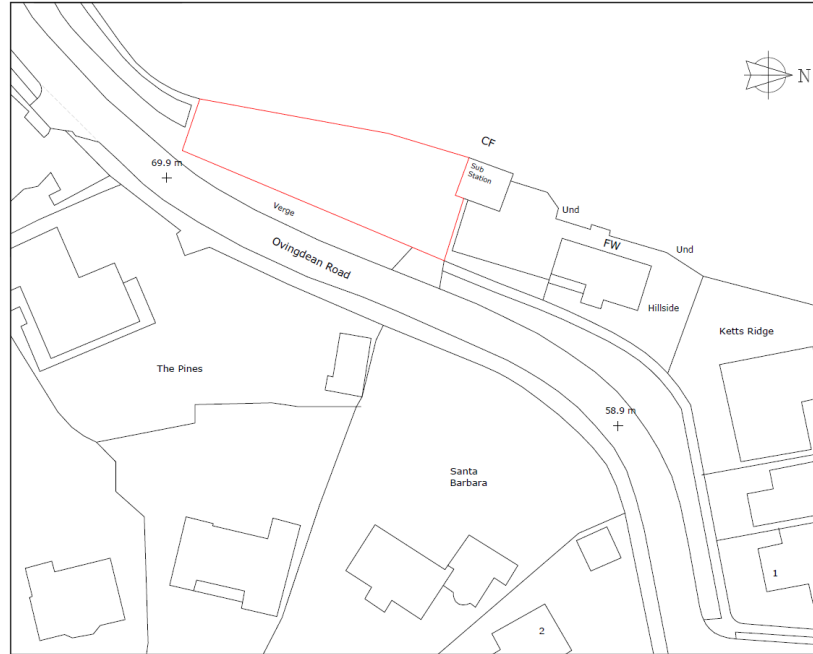 N
CF
Sub
Station
69.9 m
Verge
Und
FW
Und
Ovingdean Road
Hillside
Ketts Ridge
The Pines
58.9 m
Santa
Barbara
1
2